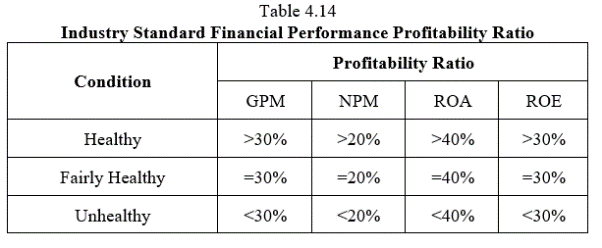 Table 4.14
Industry Standard Financial Performance Profitability Ratio
Condition
Profitability Ratio
GPM NPM ROA ROE
Healthy >30% >20% >40% >30%
Fairly Healthy =30% =20% =40% =30%
Unhealthy <30% <20% <40% <30%